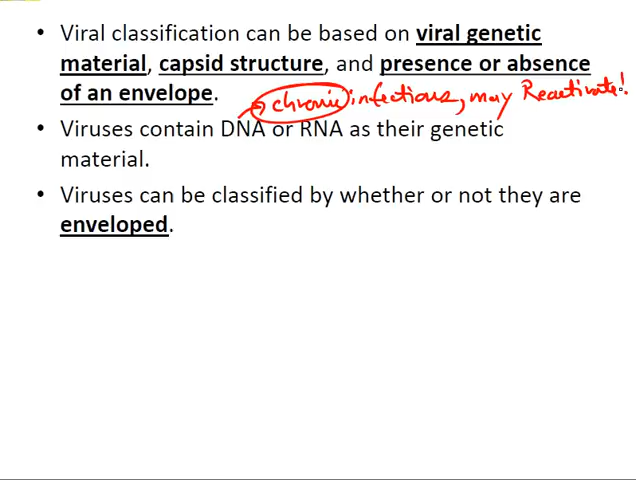 • Viral classification can be based on viral genetic
material, capsid structure, and presence or absence
of an envelope.
→ chronic infections, may Reactivate!
• Viruses contain DNA or RNA as their genetic
material.
• Viruses can be classified by whether or not they are
enveloped.